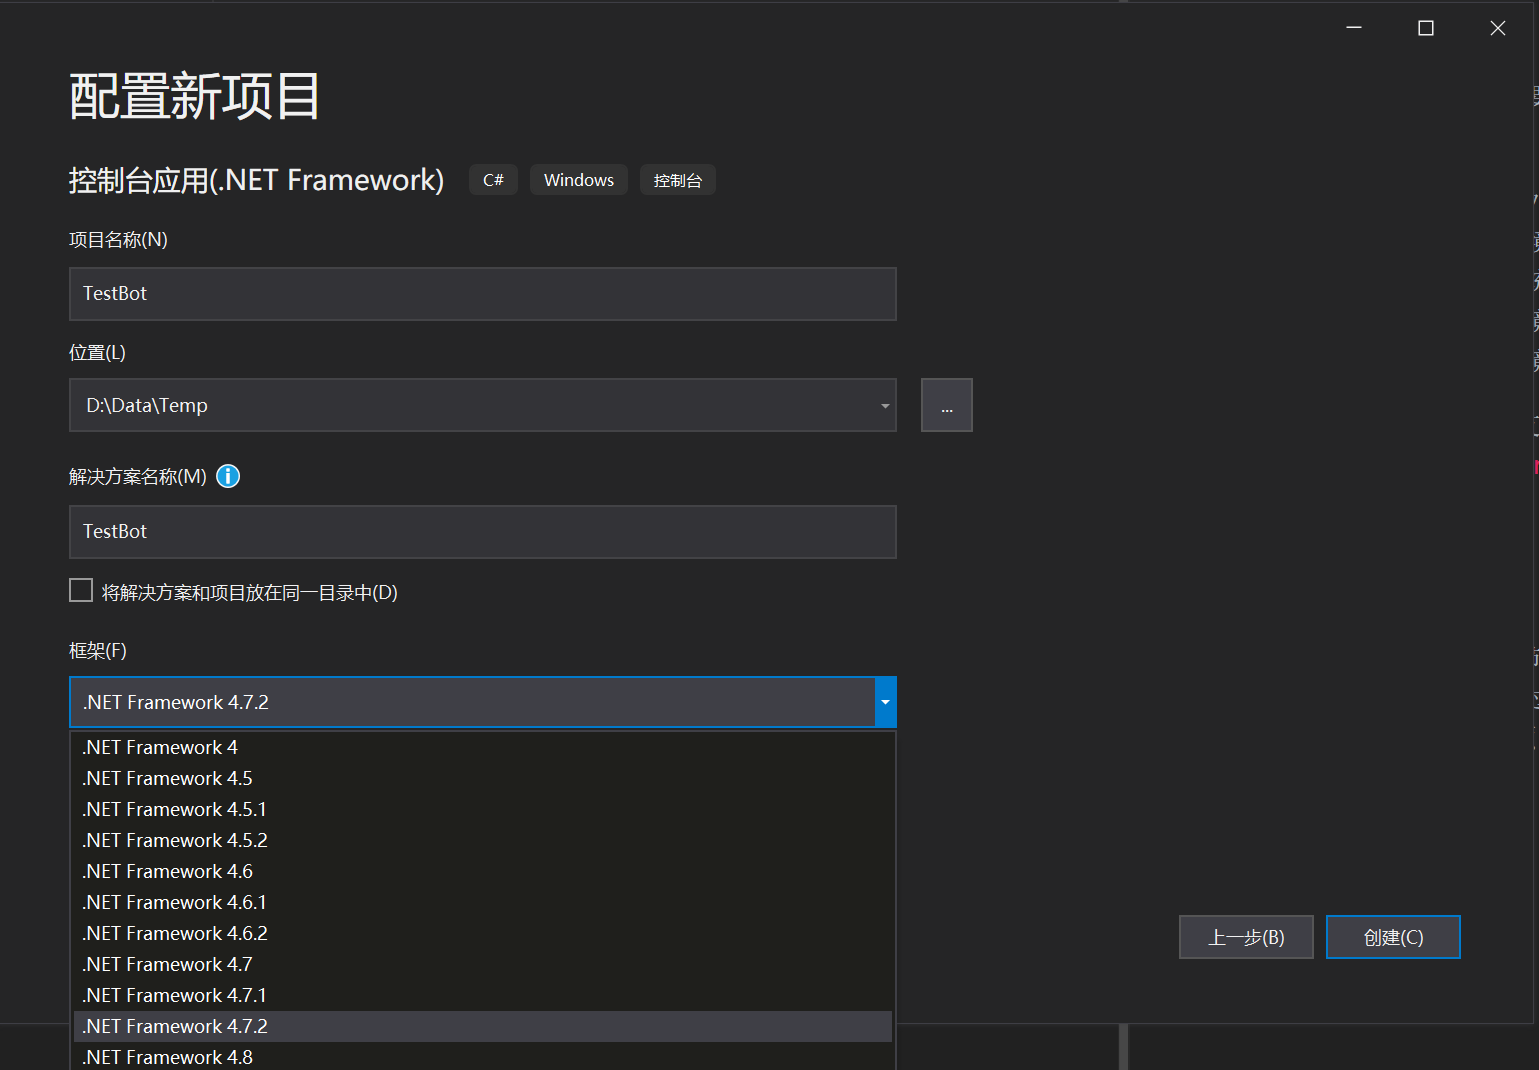 配置新项目
控制台应用(.NET Framework) C# Windows 控制台
项目名称(N)
TestBot
位置(L)
D:\Data\Temp
...
解决方案名称(M)
TestBot
将解决方案和项目放在同一目录中(D)
框架(F)
.NET Framework 4.7.2
.NET Framework 4
.NET Framework 4.5
.NET Framework 4.5.1
.NET Framework 4.5.2
.NET Framework 4.6
.NET Framework 4.6.1
.NET Framework 4.6.2
.NET Framework 4.7
.NET Framework 4.7.1
.NET Framework 4.7.2
.NET Framework 4.8
上一步(B) 创建(C)